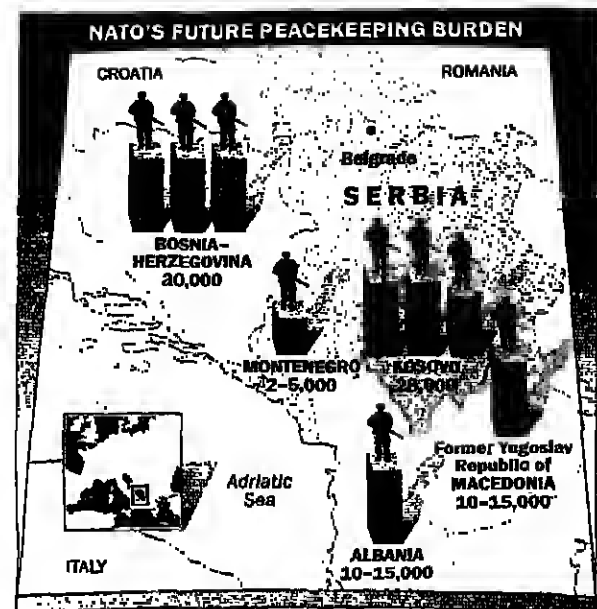 NATO'S FUTURE PEACEKEEPING BURDEN
CROATIA
ROMANIA
Belgrade
SERBIA
BOSNIA–
HERZEGOVINA
MONTENEGRO
2–5,000
KOSOVO
28,000
Former Yugoslav
Republic of
MACEDONIA
10–15,000
Adriatic
Sea
ITALY
ALBANIA
10–15,000